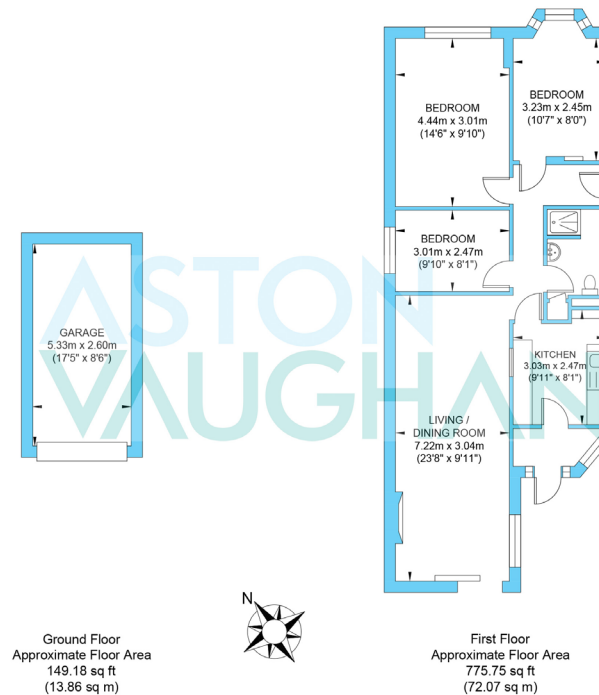 BEDROOM
4.44m x 3.01m
(14'6" x 9'10")
BEDROOM
3.23m x 2.45m
(10'7" x 8'0")
BEDROOM
3.01m x 2.47m
(9'10" x 8'1")
ASTON
VAUGHAN
GARAGE
5.33m x 2.60m
(17'5" x 8'6")
KITCHEN
3.03m x 2.47m
(9'11" x 8'1")
LIVING /
DINING ROOM
7.22m x 3.04m
(23'8" x 9'11")
N
Ground Floor
Approximate Floor Area
149.18 sq ft
(13.86 sq m)
First Floor
Approximate Floor Area
775.75 sq ft
(72.07 sq m)